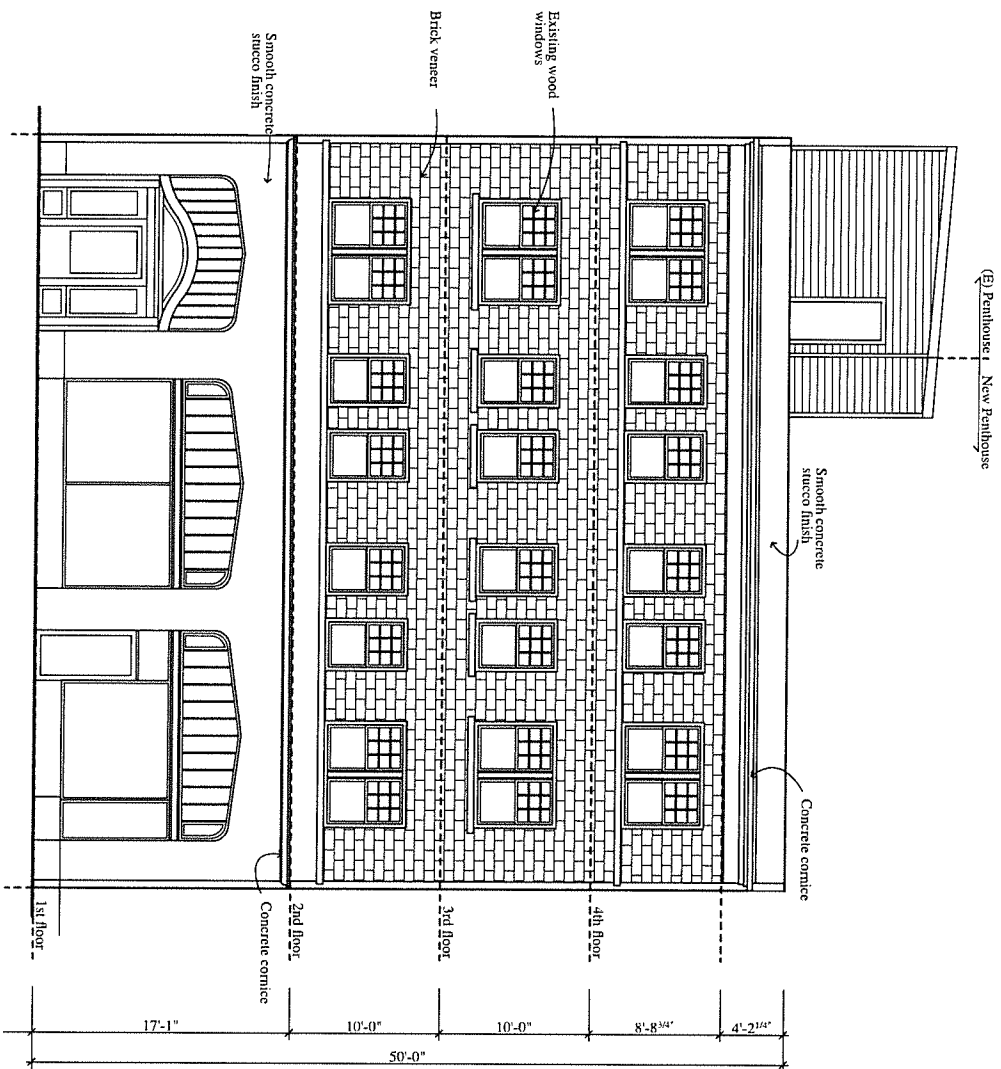 (E) Penthouse
New Penthouse
Smooth concrete
stucco finish
Concrete cornice
Existing wood
windows
Brick veneer
Smooth concrete
stucco finish
4th floor
3rd floor
2nd floor
Concrete cornice
1st floor
4'-2 1/4"
8'-8 3/4"
10'-0"
10'-0"
17'-1"
50'-0"